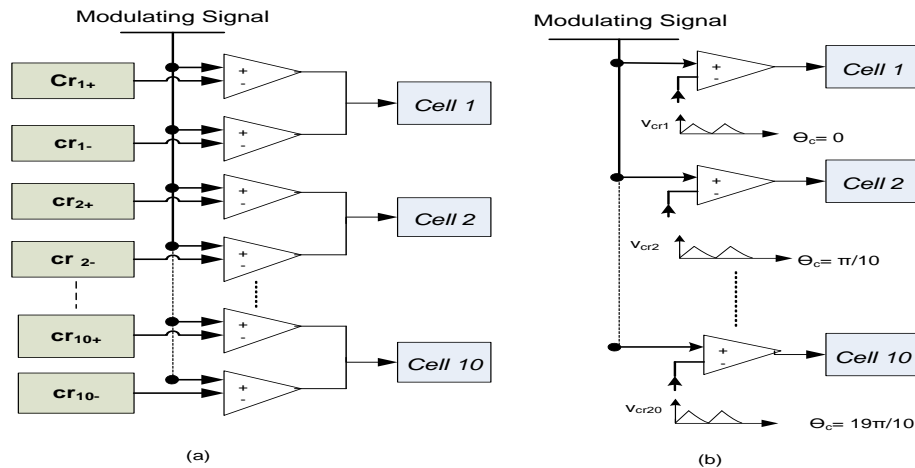 Modulating Signal
Cr1+
+
-
Cell 1
cr1-
+
-
cr2+
+
-
Cell 2
cr 2-
+
-
cr10+
+
-
Cell 10
cr10-
+
-
(a)
Modulating Signal
+
-
Cell 1
vcr1
Θc= 0
+
-
Cell 2
vcr2
Θc= π/10
+
-
Cell 10
vcr20
Θc= 19π/10
(b)